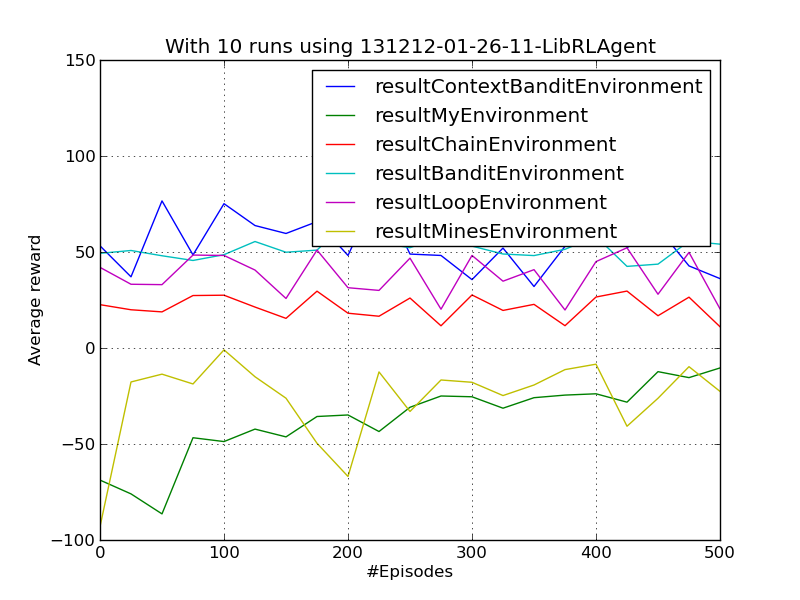 With 10 runs using 131212-01-26-11-LibRLAgent
150
100
50
0
−50
−100
Average reward
resultContextBanditEnvironment
resultMyEnvironment
resultChainEnvironment
resultBanditEnvironment
resultLoopEnvironment
resultMinesEnvironment
0 100 200 300 400 500
#Episodes